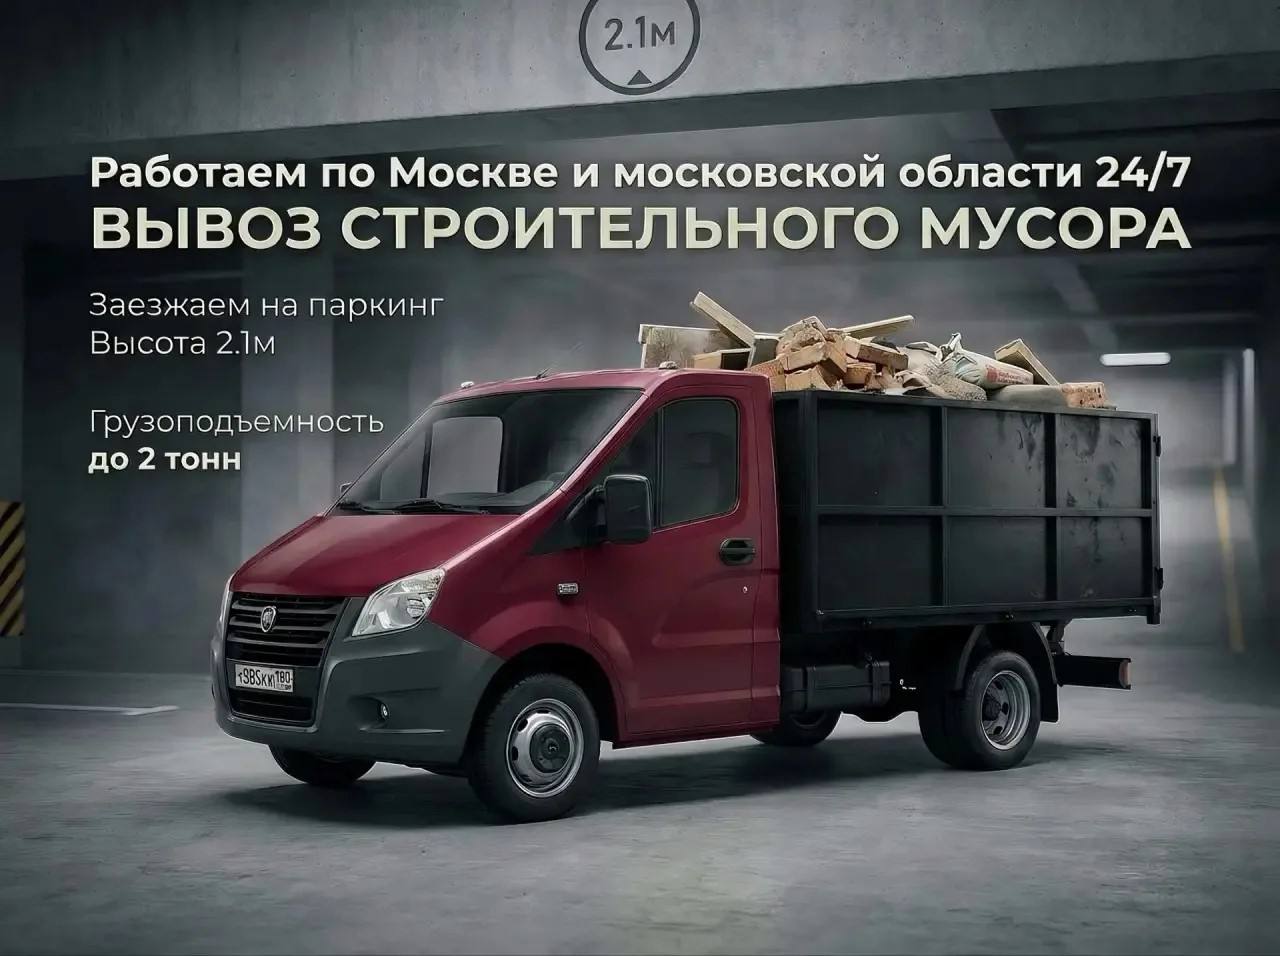 2.1м
Работаем по Москве и московской области 24/7
ВЫВОЗ СТРОИТЕЛЬНОГО МУСОРА
Заезжаем на паркинг
Высота 2.1м
Грузоподъемность
до 2 тонн